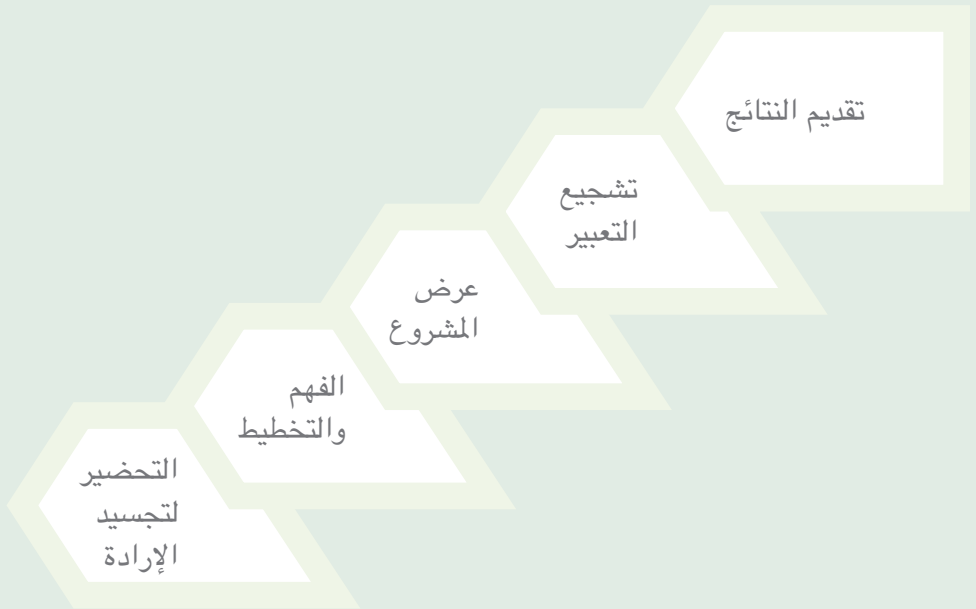 تقديم النتائج
تشجيع
التعبير
عرض
المشروع
الفهم
والتخطيط
التحضير
لتجسيد
الإرادة